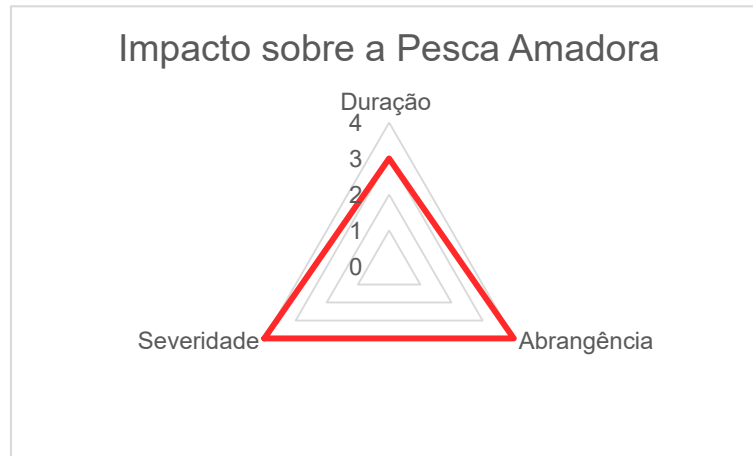 Impacto sobre a Pesca Amadora
Duração
4
3
2
1
0
Severidade
Abrangência